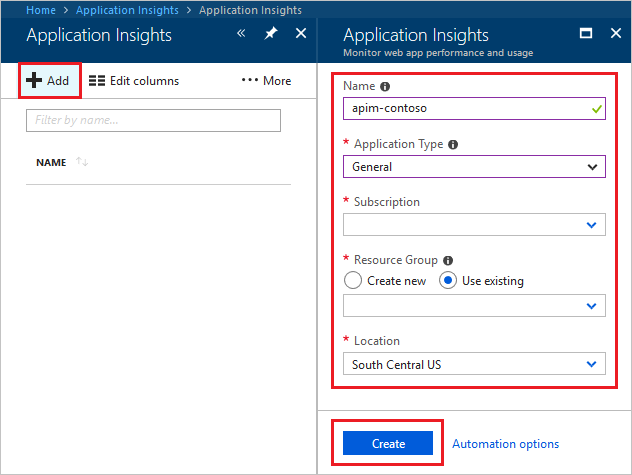 Home > Application Insights > Application Insights
Application Insights
Add
Edit columns
More
Filter by name...
NAME
Application Insights
Monitor web app performance and usage
Name
apim-contoso
* Application Type
General
* Subscription
* Resource Group
Create new
Use existing
* Location
South Central US
Create
Automation options